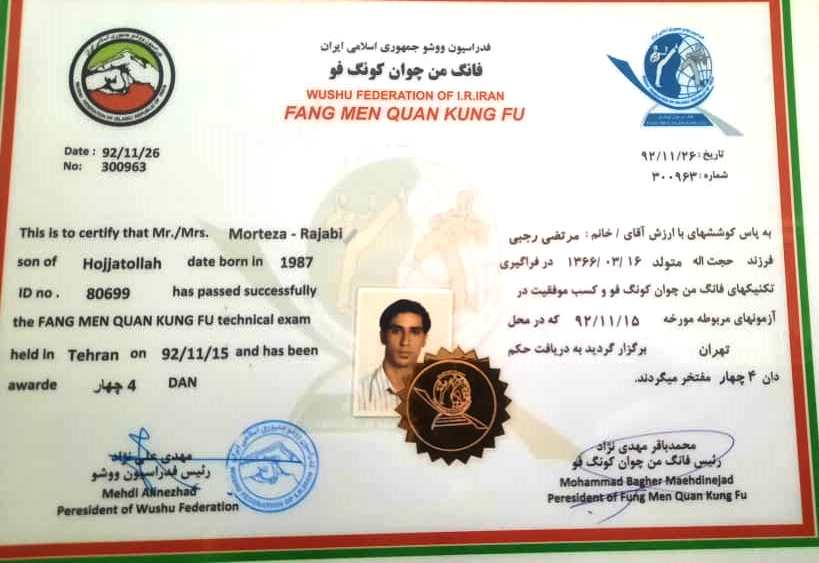 فدراسیون ووشو جمهوری اسلامی ایران
فانگ من چوان کونگ فو
WUSHU FEDERATION OF I.R.IRAN
FANG MEN QUAN KUNG FU
Date : 92/11/26
No: 300963
تاریخ: ۹۲/۱۱/۲۶
شماره: ۳۰۰۹۶۳
This is to certify that Mr./Mrs. Morteza - Rajabi
son of Hojjatollah date born in 1987
ID no . 80699 has passed successfully
the FANG MEN QUAN KUNG FU technical exam
held in Tehran on 92/11/15 and has been
awarde 4 چهار DAN
به پاس کوششهای با ارزش آقای / خانم : مرتضی رجبی
فرزند حجت اله متولد ۱۳۶۶/۰۳/۱۶ در فراگیری
تکنیکهای فانگ من چوان کونگ فو و کسب موفقیت در
آزمونهای مربوطه مورخه ۹۲/۱۱/۱۵ که در محل
تهران برگزار گردید به دریافت حکم
دان ۴ چهار مفتخر میگردند.
مهدی علی نژاد
رئیس فدراسیون ووشو
Mehdi Alinezhad
Peresident of Wushu Federation
محمدباقر مهدی نژاد
رئیس فانگ من چوان کونگ فو
Mohammad Bagher Maehdinejad
Peresident of Fung Men Quan Kung Fu